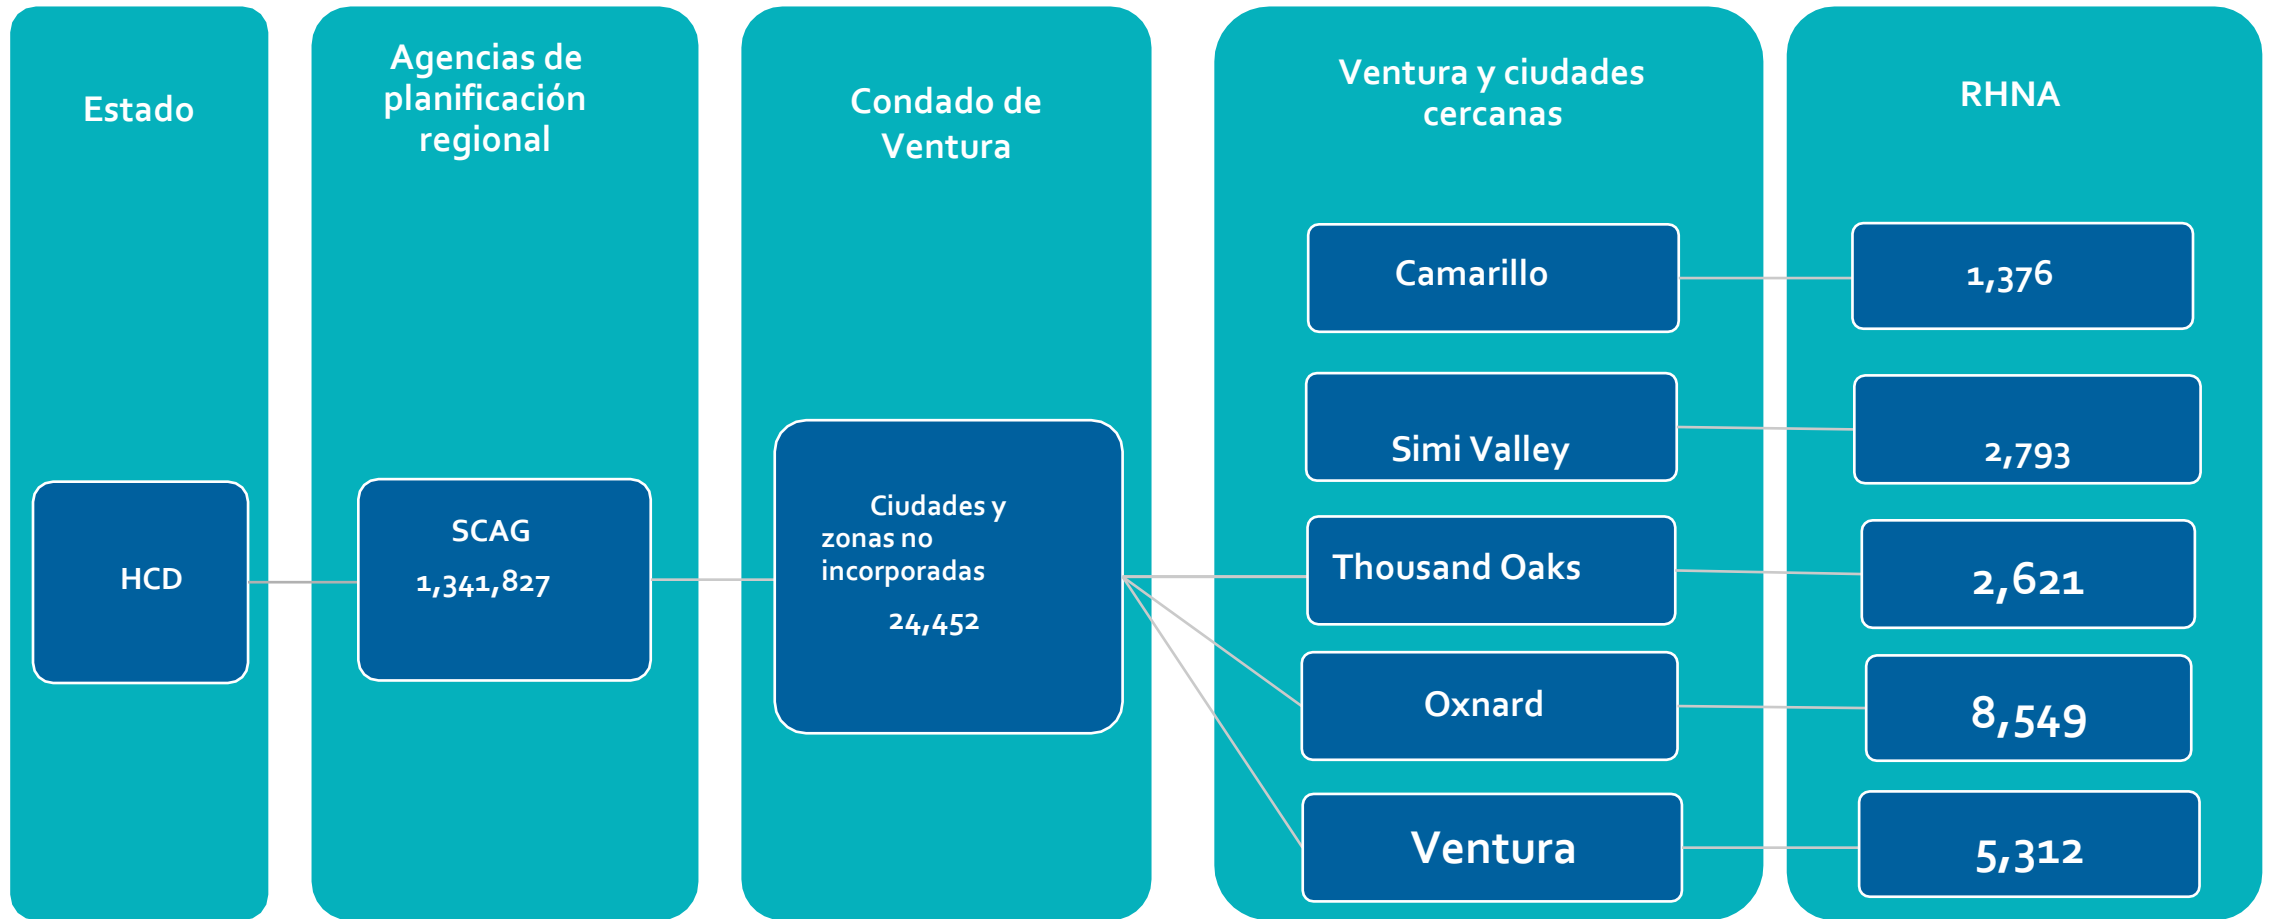 Estado
Agencias de
planificación
regional
Condado de
Ventura
Ventura y ciudades
cercanas
RHNA
HCD
SCAG
1,341,827
Ciudades y
zonas no
incorporadas
24,452
Camarillo
1,376
Simi Valley
2,793
Thousand Oaks
2,621
Oxnard
8,549
Ventura
5,312